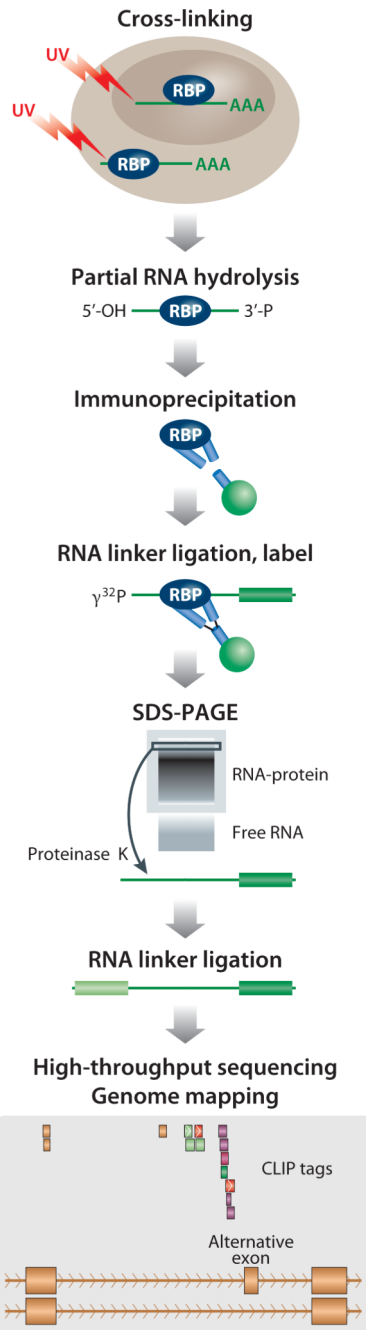 Cross-linking
UV
RBP
AAA
UV
RBP
AAA
Partial RNA hydrolysis
5’-OH RBP 3’-P
Immunoprecipitation
RBP
RNA linker ligation, label
γ³²P RBP
SDS-PAGE
RNA-protein
Free RNA
Proteinase K
RNA linker ligation
High-throughput sequencing
Genome mapping
CLIP tags
Alternative
exon